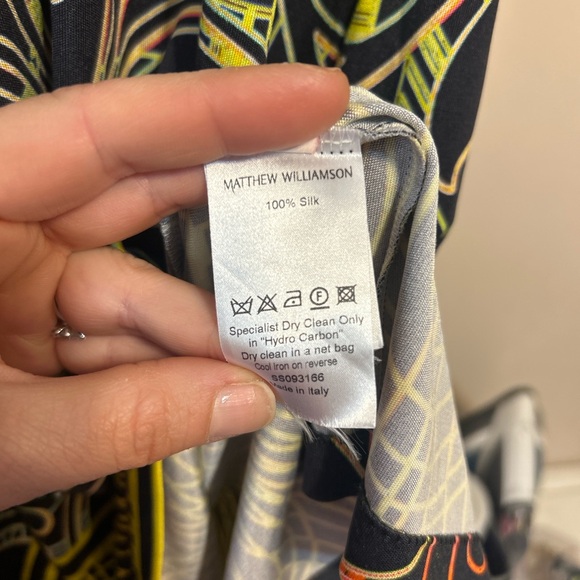 MATTHEW WILLIAMSON
100% Silk
F
Specialist Dry Clean Only
in "Hydro Carbon"
Dry clean in a net bag
Cool Iron on reverse
SS093166
Made in Italy